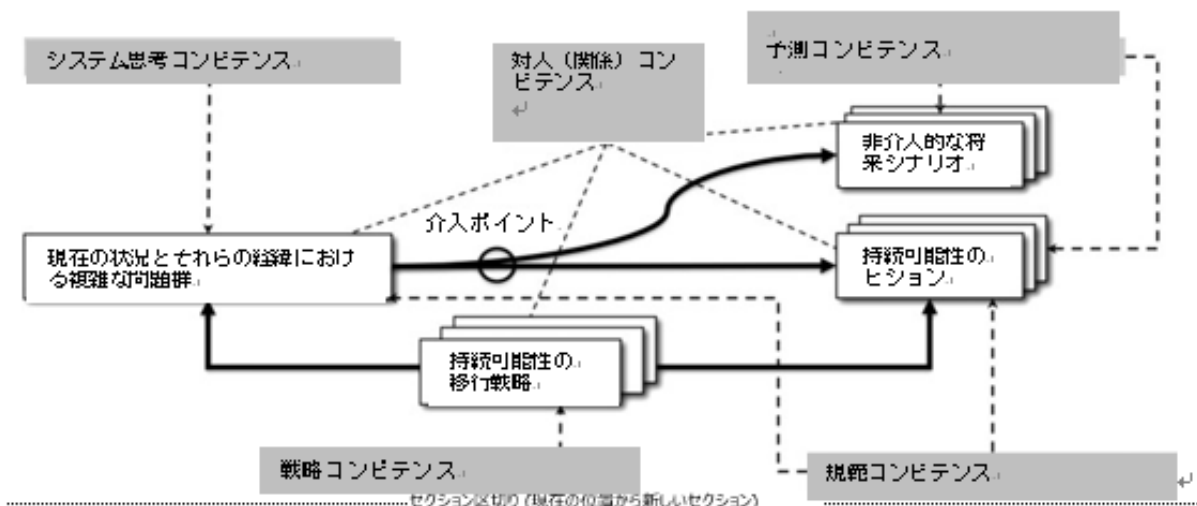 システム思考コンピテンス
対人（関係）コン
ピテンス
予測コンピテンス
非介入的な将
来シナリオ
介入ポイント
現在の状況とそれらの経緯におけ
る複雑な問題群
持続可能性の
ビジョン
持続可能性の
移行戦略
戦略コンピテンス
規範コンピテンス
セクション区切り (現在の位置から新しいセクション)